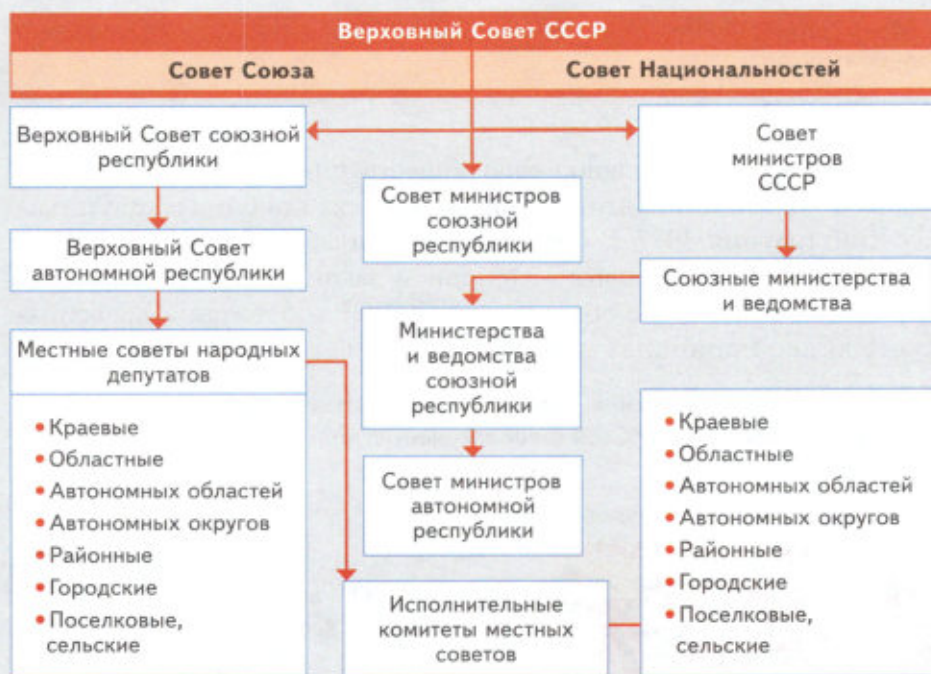 Верховный Совет СССР
Совет Союза
Совет Национальностей
Верховный Совет союзной
республики
Совет министров
союзной
республики
Совет
министров
СССР
Верховный Совет
автономной республики
Союзные министерства
и ведомства
Местные советы народных
депутатов
Министерства
и ведомства
союзной
республики
• Краевые
• Областные
• Автономных областей
• Автономных округов
• Районные
• Городские
• Поселковые,
сельские
Совет министров
автономной
республики
Исполнительные
комитеты местных
советов
• Краевые
• Областные
• Автономных областей
• Автономных округов
• Районные
• Городские
• Поселковые,
сельские